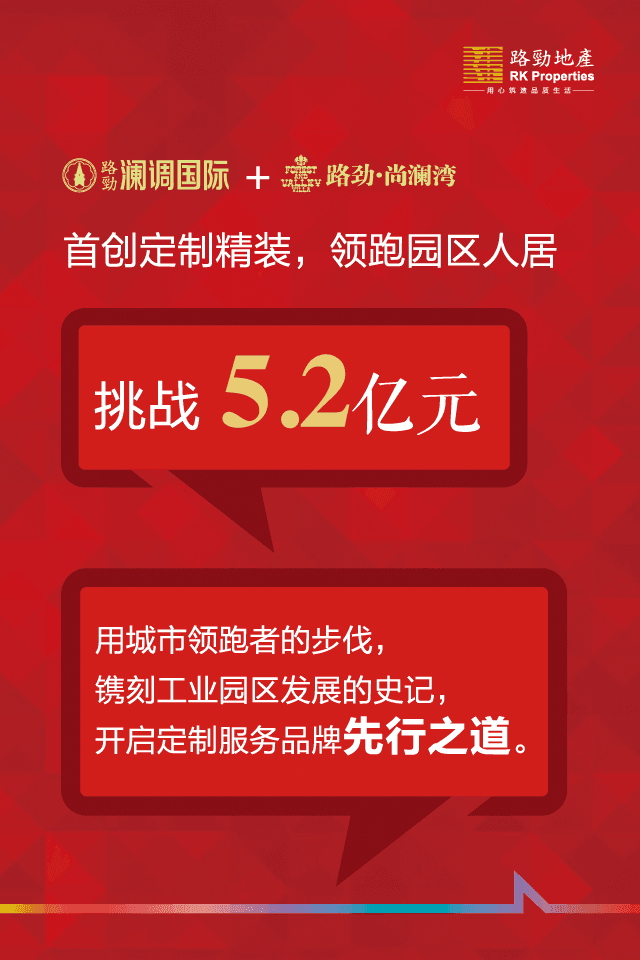 路勁地產
RK Properties
用心筑造品质生活
路勁 澜调国际 + FOREST AND VALLEY VILLA 路劲·尚澜湾
首创定制精装，领跑园区人居
挑战 5.2亿元
用城市领跑者的步伐，
镌刻工业园区发展的史记，
开启定制服务品牌先行之道。